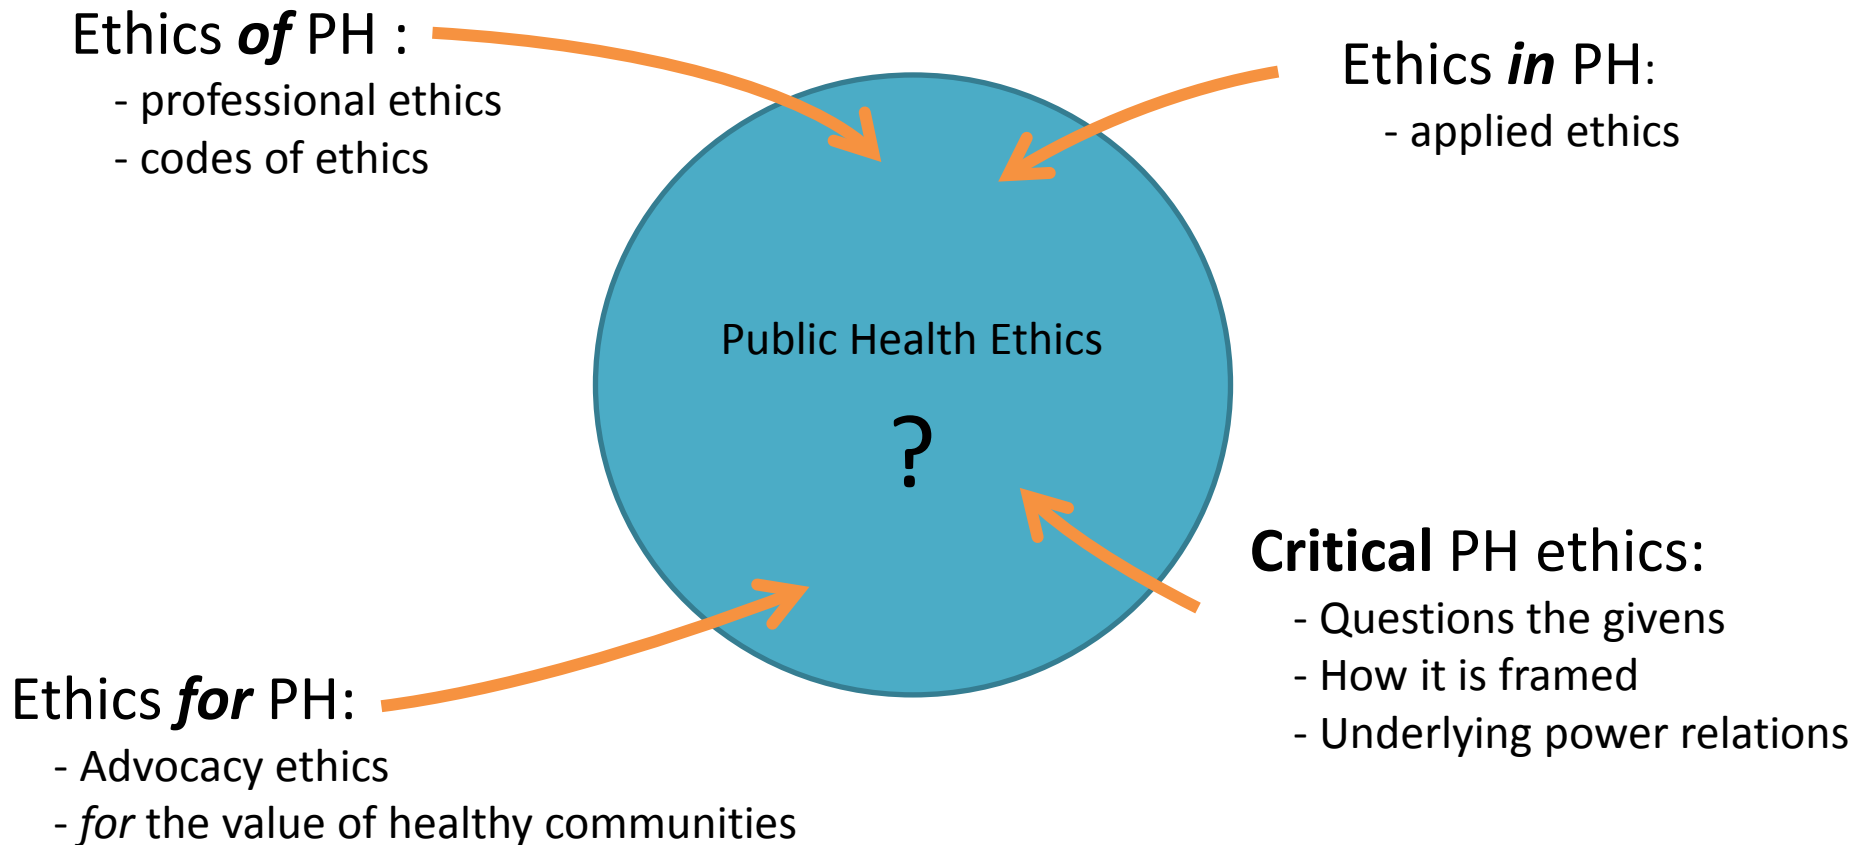 Ethics of PH :
- professional ethics
- codes of ethics
Ethics in PH:
- applied ethics
Public Health Ethics
?
Critical PH ethics:
- Questions the givens
- How it is framed
- Underlying power relations
Ethics for PH:
- Advocacy ethics
- for the value of healthy communities